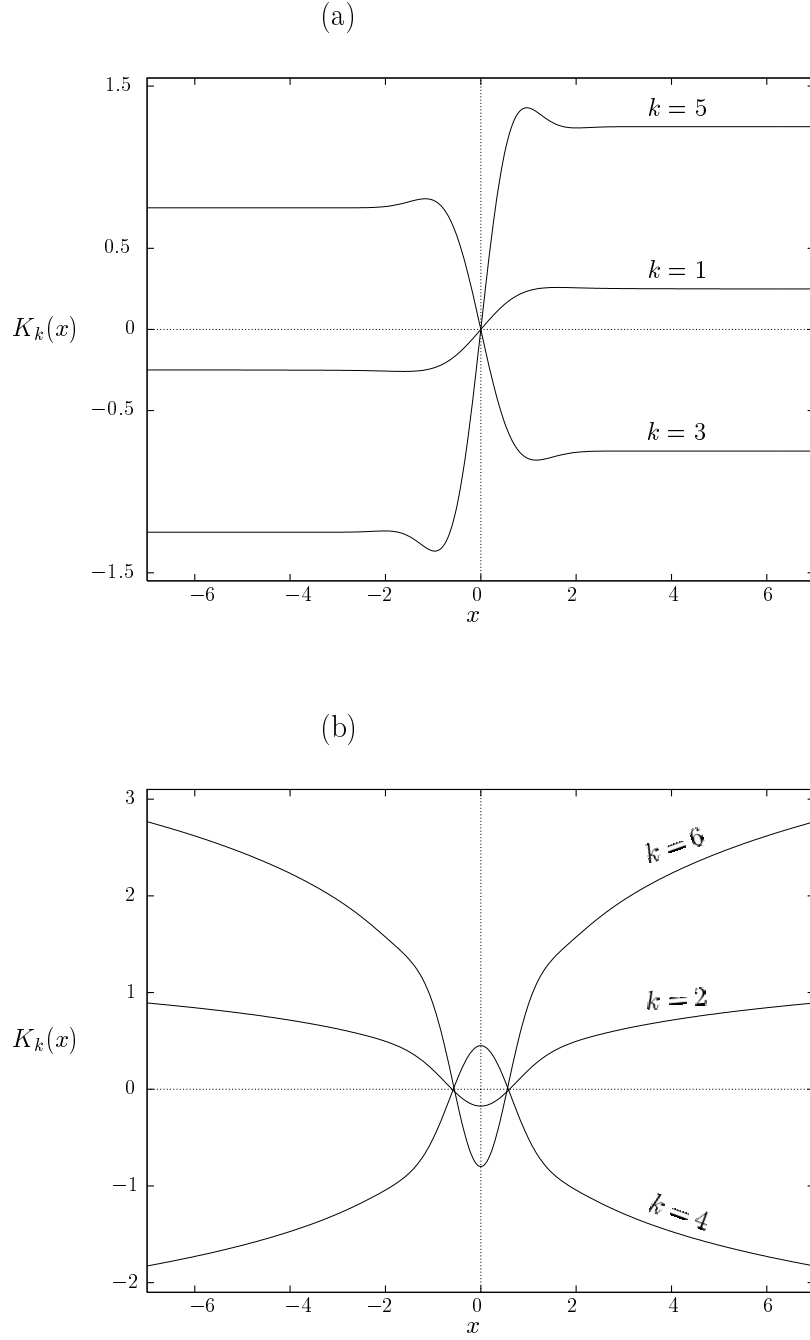 (a)
1.5
k = 5
0.5
k = 1
K_k(x)
0
−0.5
k = 3
−1.5
−6 −4 −2 0 2 4 6
x
(b)
3
k = 6
2
1
k = 2
K_k(x)
0
−1
k = 4
−2
−6 −4 −2 0 2 4 6
x